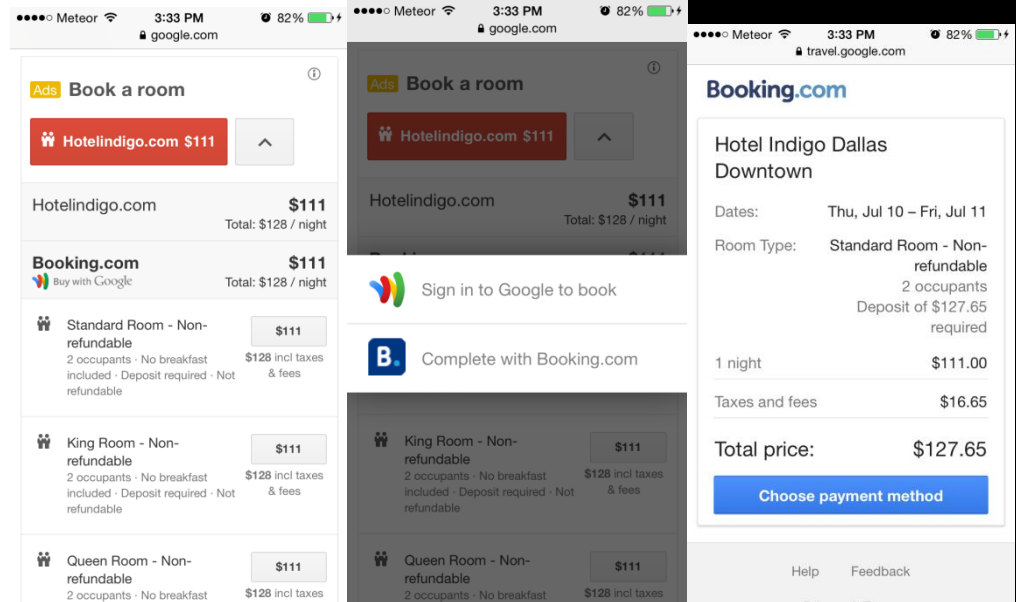 Meteor 3:33 PM 82%
google.com
Ads Book a room
Hotelindigo.com $111
Hotelindigo.com $111
Total: $128 / night
Booking.com $111
Buy with Google Total: $128 / night
Standard Room - Non-
refundable
$111
2 occupants · No breakfast
included · Deposit required · Not
refundable
$128 incl taxes
& fees
King Room - Non-
refundable
$111
2 occupants · No breakfast
included · Deposit required · Not
refundable
$128 incl taxes
& fees
Queen Room - Non-
refundable
$111
2 occupants · No breakfast
$128 incl taxes
Meteor 3:33 PM 82%
google.com
Ads Book a room
Hotelindigo.com $111
Hotelindigo.com $111
Total: $128 / night
Sign in to Google to book
B. Complete with Booking.com
King Room - Non-
refundable
$111
2 occupants · No breakfast
included · Deposit required · Not
refundable
$128 incl taxes
& fees
Queen Room - Non-
refundable
$111
2 occupants · No breakfast
$128 incl taxes
Meteor 3:33 PM 82%
travel.google.com
Booking.com
Hotel Indigo Dallas
Downtown
Dates: Thu, Jul 10 – Fri, Jul 11
Room Type: Standard Room - Non-
refundable
2 occupants
Deposit of $127.65
required
1 night $111.00
Taxes and fees $16.65
Total price: $127.65
Choose payment method
Help Feedback